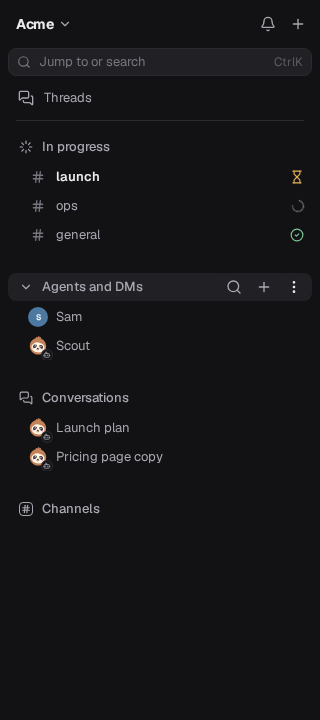 Acme
Jump to or search CtrlK
Threads
In progress
launch
ops
general
Agents and DMs
S Sam
Scout
Conversations
Launch plan
Pricing page copy
Channels